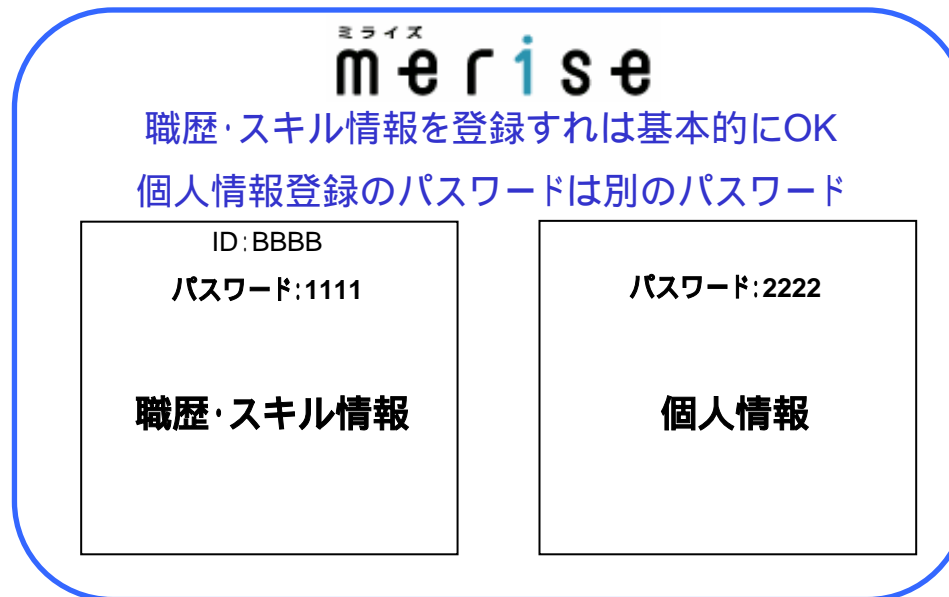 ミライズ
merise
職歴・スキル情報を登録すれは基本的にOK
個人情報登録のパスワードは別のパスワード
ID:BBBB
パスワード:1111
職歴・スキル情報
パスワード:2222
個人情報